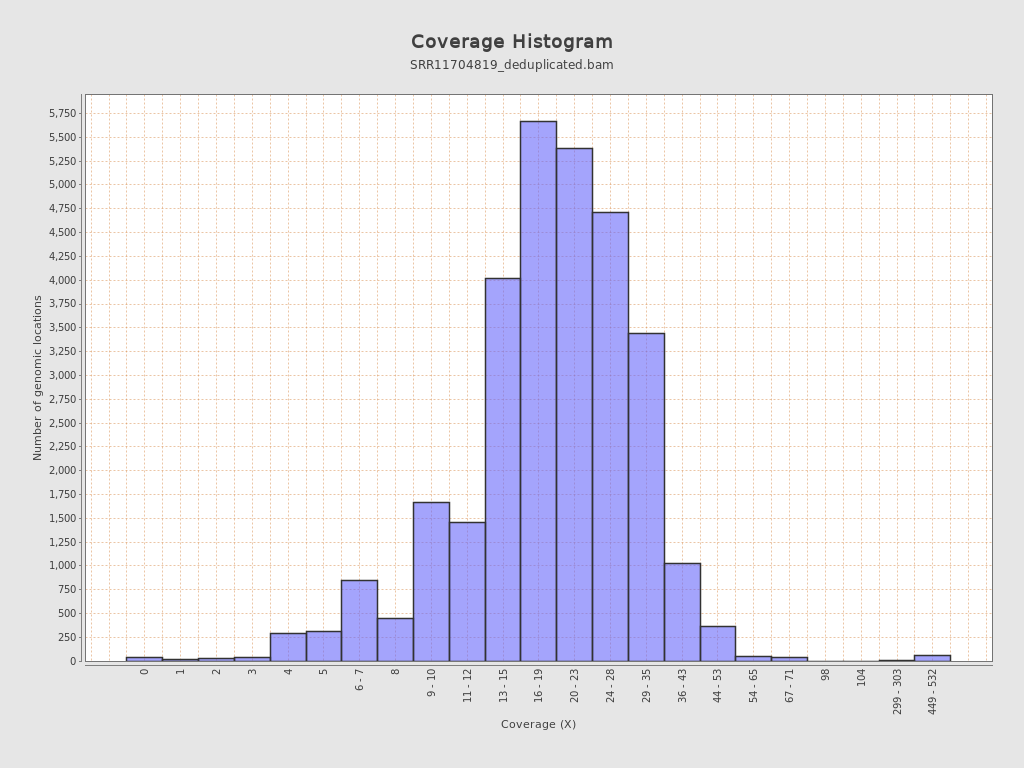 Coverage Histogram
SRR11704819_deduplicated.bam
Number of genomic locations
5,750
5,500
5,250
5,000
4,750
4,500
4,250
4,000
3,750
3,500
3,250
3,000
2,750
2,500
2,250
2,000
1,750
1,500
1,250
1,000
750
500
250
0
0
1
2
3
4
5
6 - 7
8
9 - 10
11 - 12
13 - 15
16 - 19
20 - 23
24 - 28
29 - 35
36 - 43
44 - 53
54 - 65
67 - 71
98
104
299 - 303
449 - 532
Coverage (X)